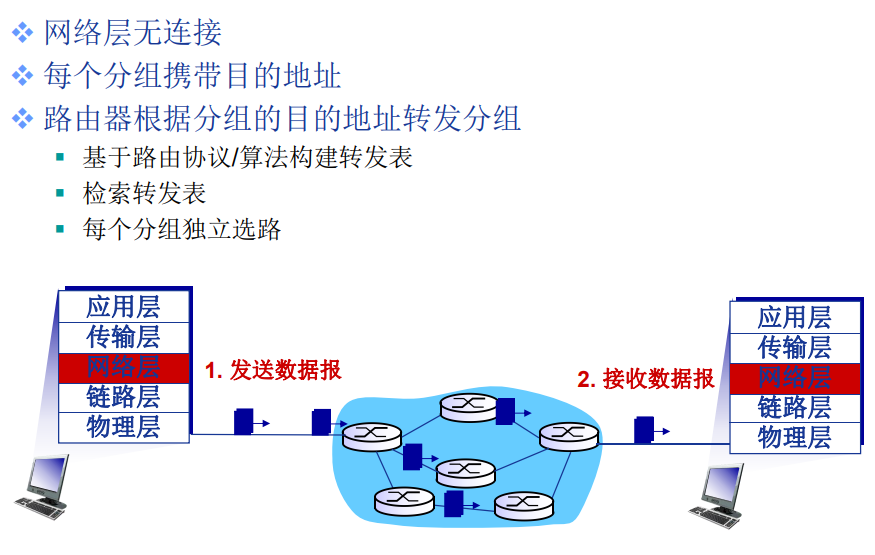 网络层无连接
每个分组携带目的地址
路由器根据分组的目的地址转发分组
基于路由协议/算法构建转发表
检索转发表
每个分组独立选路
应用层
传输层
网络层
链路层
物理层
1. 发送数据报
2. 接收数据报
应用层
传输层
网络层
链路层
物理层